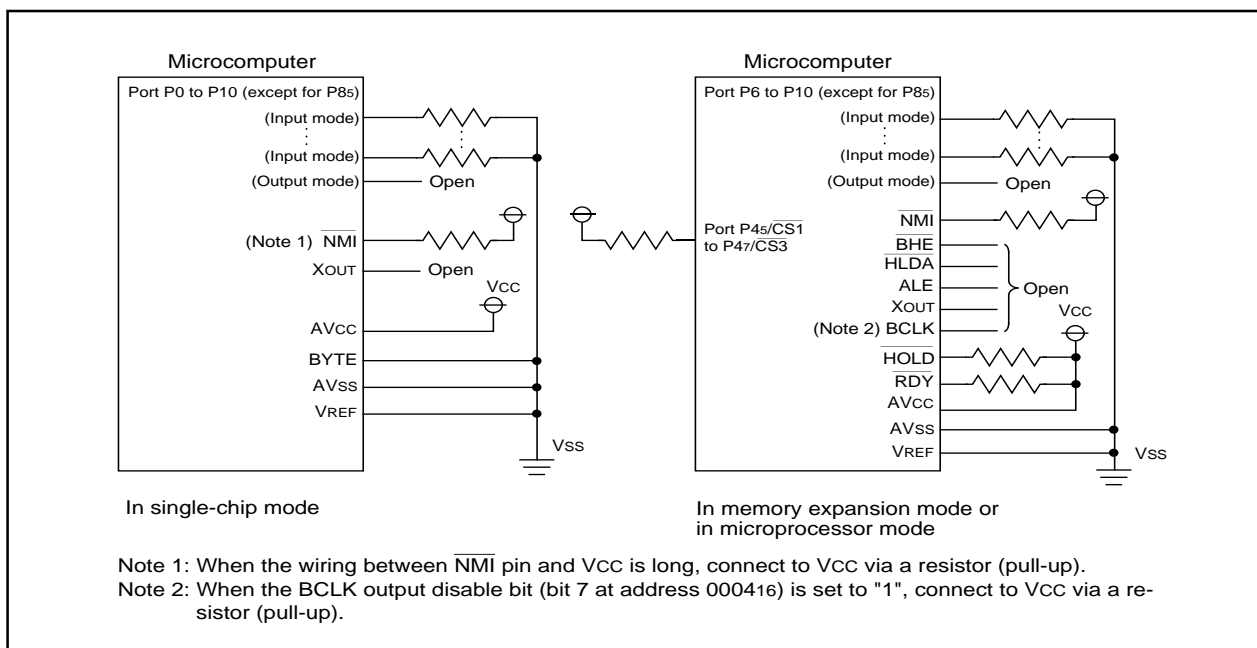 Microcomputer
Port P0 to P10 (except for P85)
(Input mode)
(Input mode)
(Output mode)
Open
(Note 1) NMI
XOUT
Open
VCC
AVCC
BYTE
AVSS
VREF
VSS
In single-chip mode
Microcomputer
Port P6 to P10 (except for P85)
(Input mode)
(Input mode)
(Output mode)
Open
NMI
Port P45/CS1
to P47/CS3
BHE
HLDA
ALE
XOUT
Open
(Note 2) BCLK
VCC
HOLD
RDY
AVCC
AVSS
VREF
VSS
In memory expansion mode or
in microprocessor mode
Note 1: When the wiring between NMI pin and VCC is long, connect to VCC via a resistor (pull-up).
Note 2: When the BCLK output disable bit (bit 7 at address 000416) is set to "1", connect to VCC via a re-
sistor (pull-up).